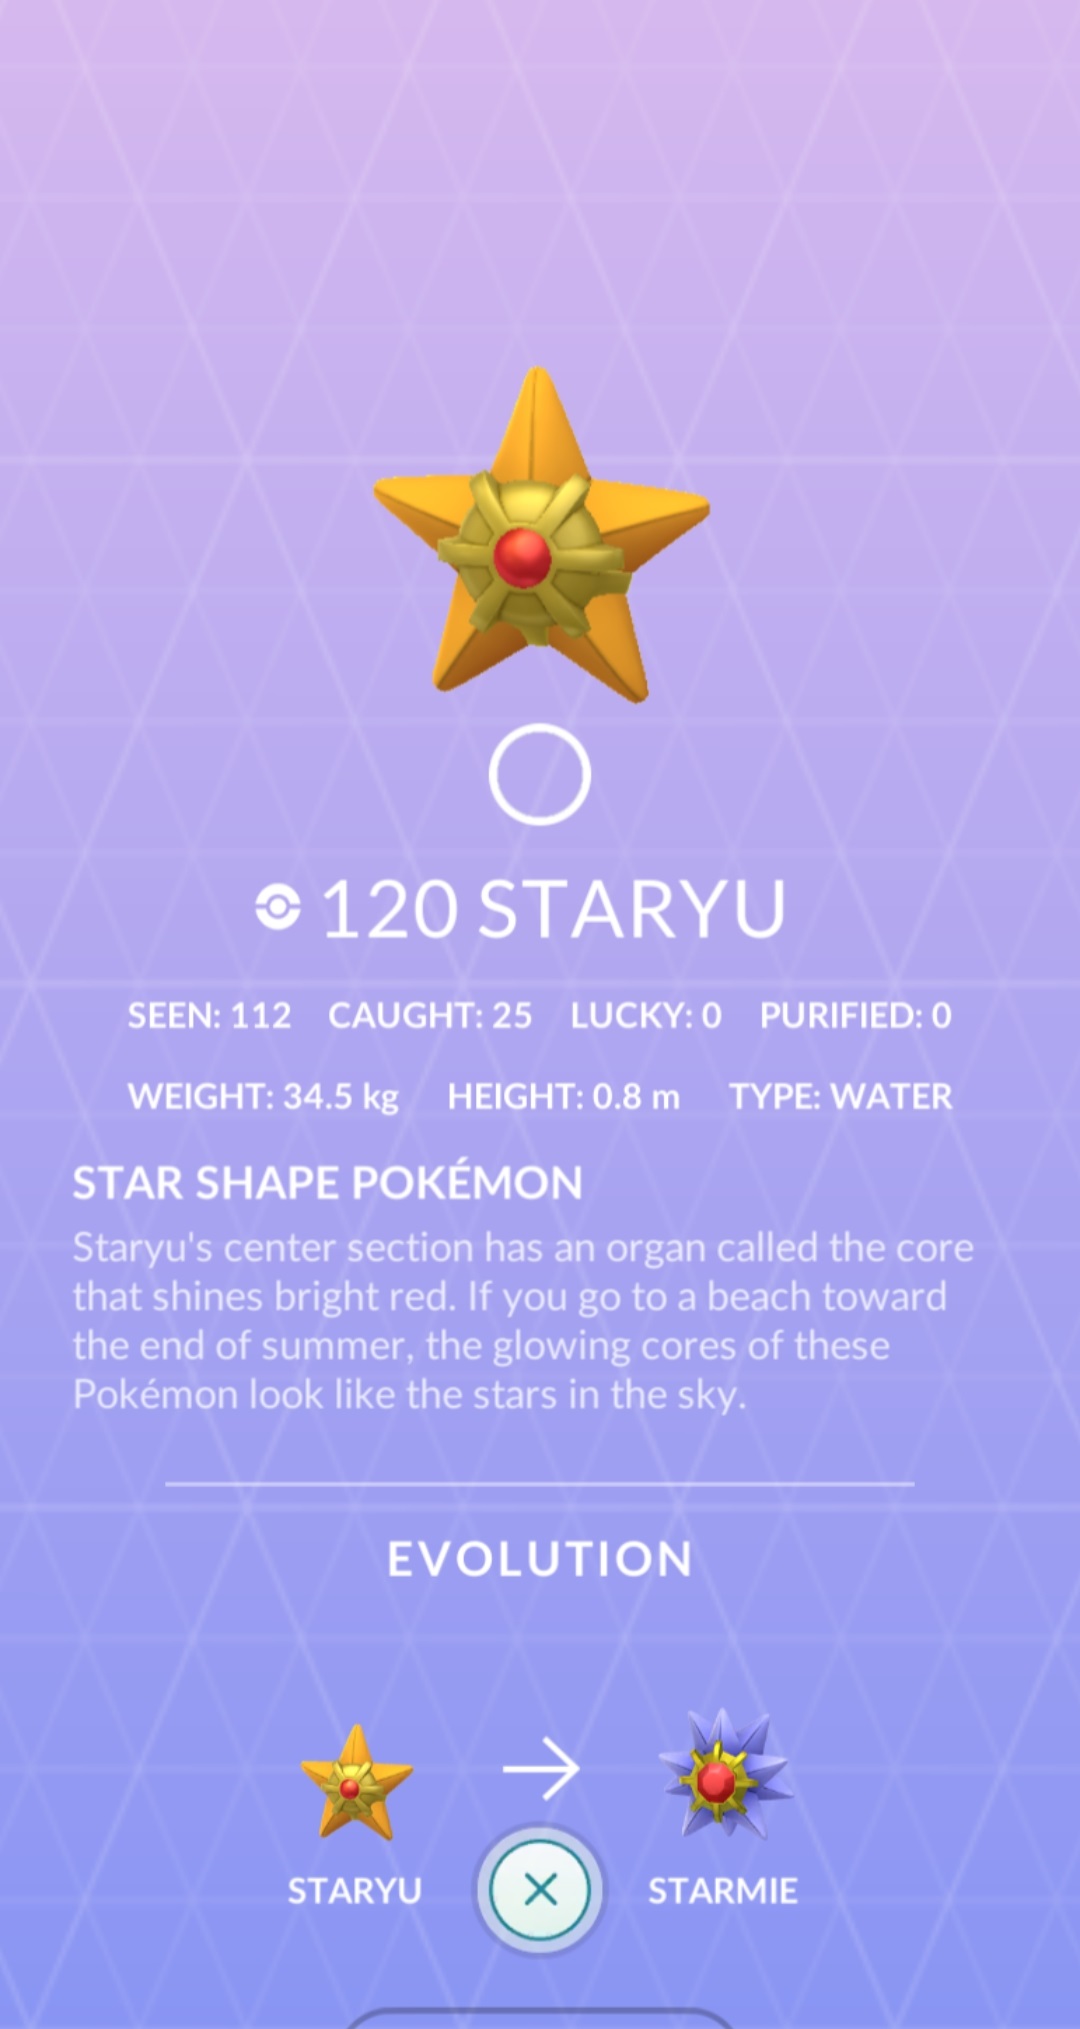 120 STARYU
SEEN: 112 CAUGHT: 25 LUCKY: 0 PURIFIED: 0
WEIGHT: 34.5 kg HEIGHT: 0.8 m TYPE: WATER
STAR SHAPE POKÉMON
Staryu's center section has an organ called the core
that shines bright red. If you go to a beach toward
the end of summer, the glowing cores of these
Pokémon look like the stars in the sky.
EVOLUTION
STARYU STARMIE